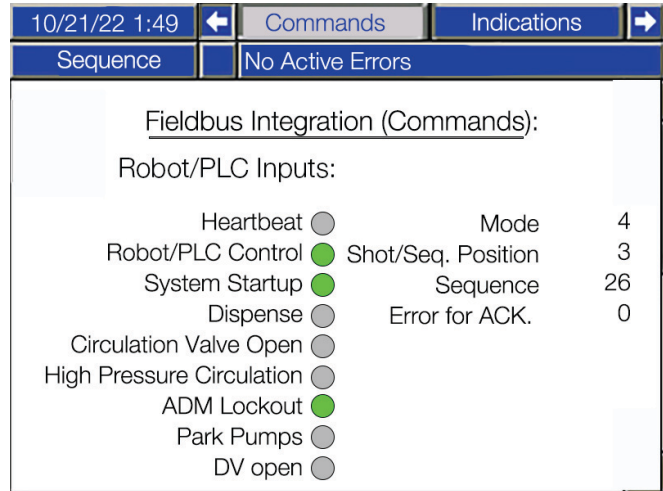 10/21/22 1:49 Commands Indications
Sequence No Active Errors
Fieldbus Integration (Commands):
Robot/PLC Inputs:
Heartbeat Mode 4
Robot/PLC Control Shot/Seq. Position 3
System Startup Sequence 26
Dispense Error for ACK. 0
Circulation Valve Open
High Pressure Circulation
ADM Lockout
Park Pumps
DV open